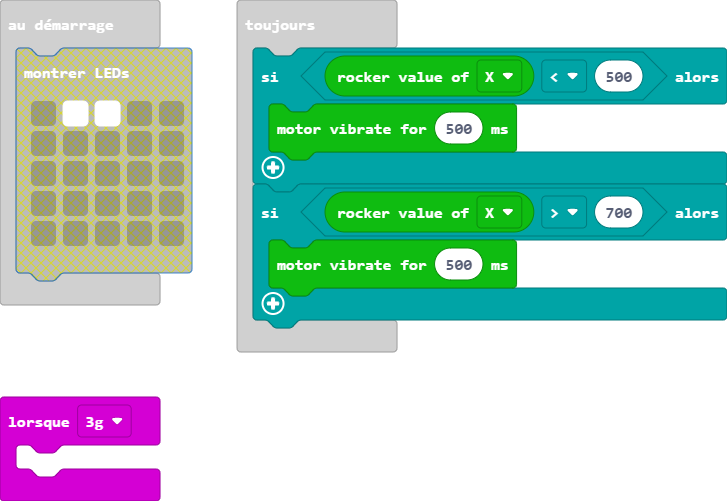 au démarrage
montrer LEDs
toujours
si rocker value of X < 500 alors
motor vibrate for 500 ms
si rocker value of X > 700 alors
motor vibrate for 500 ms
lorsque 3g